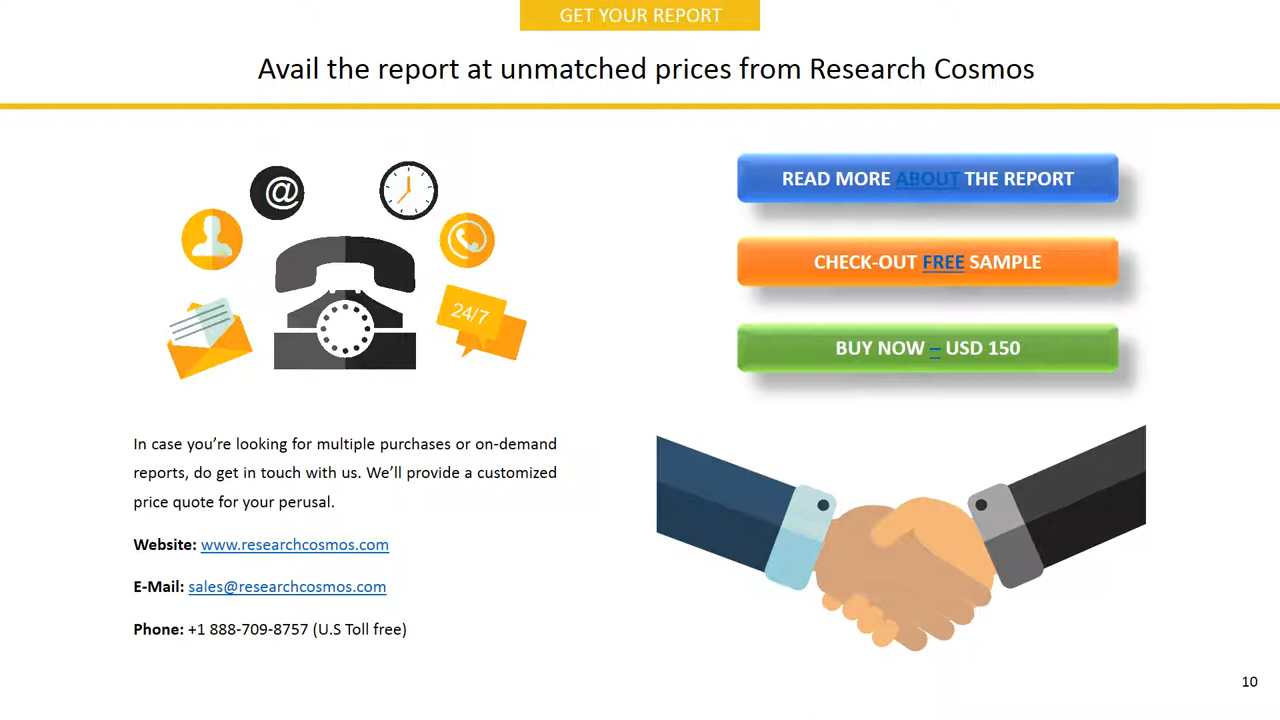 GET YOUR REPORT
Avail the report at unmatched prices from Research Cosmos
@
24/7
READ MORE ABOUT THE REPORT
CHECK-OUT FREE SAMPLE
BUY NOW – USD 150
In case you’re looking for multiple purchases or on-demand
reports, do get in touch with us. We’ll provide a customized
price quote for your perusal.
Website: www.researchcosmos.com
E-Mail: sales@researchcosmos.com
Phone: +1 888-709-8757 (U.S Toll free)
10